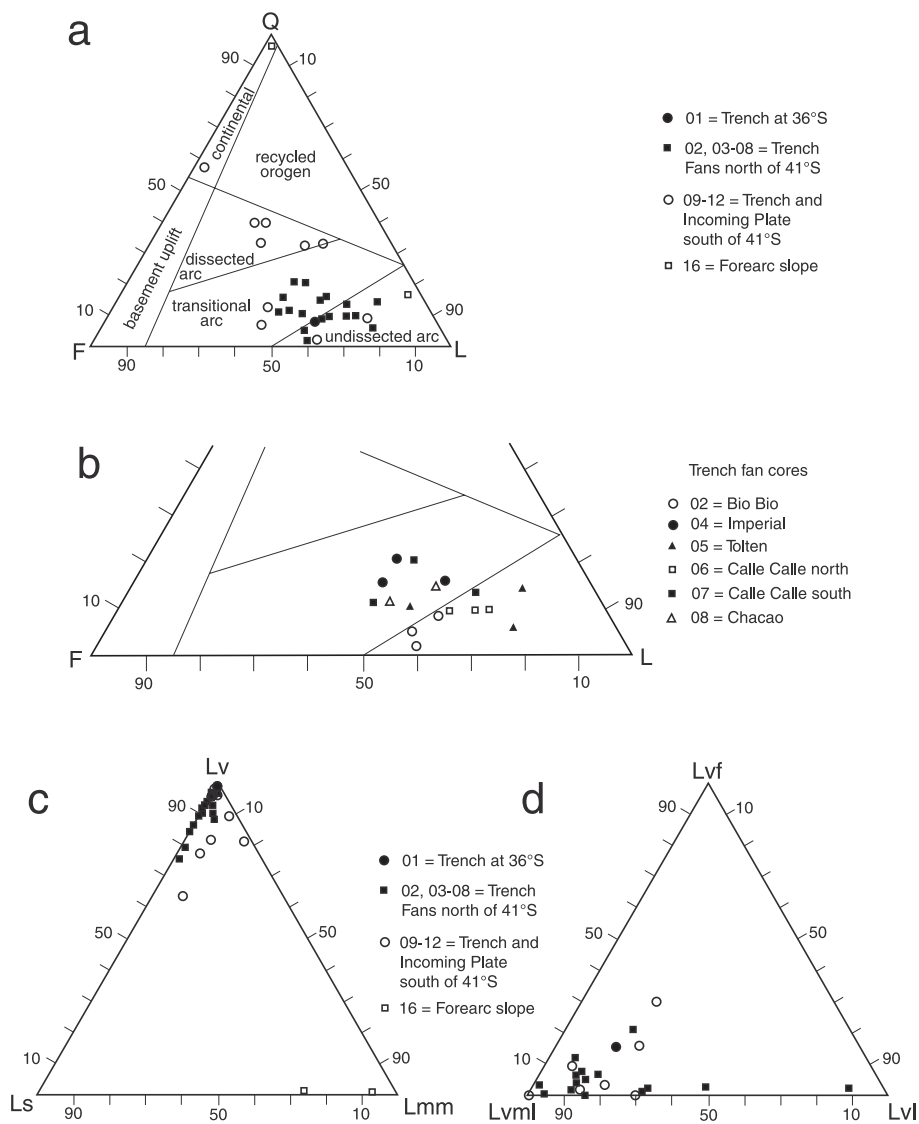 a
Q
90
10
continental
recycled
orogen
50
50
basement uplift
dissected
arc
transitional
arc
undissected arc
10
90
F
L
90
50
10
01 = Trench at 36°S
02, 03-08 = Trench
Fans north of 41°S
09-12 = Trench and
Incoming Plate
south of 41°S
16 = Forearc slope
b
10
90
F
L
90
50
10
Trench fan cores
02 = Bio Bio
04 = Imperial
05 = Tolten
06 = Calle Calle north
07 = Calle Calle south
08 = Chacao
c
Lv
90
10
50
50
10
90
Ls
Lmm
90
50
10
01 = Trench at 36°S
02, 03-08 = Trench
Fans north of 41°S
09-12 = Trench and
Incoming Plate
south of 41°S
16 = Forearc slope
d
Lvf
90
10
50
50
10
90
Lvml
Lvl
90
50
10